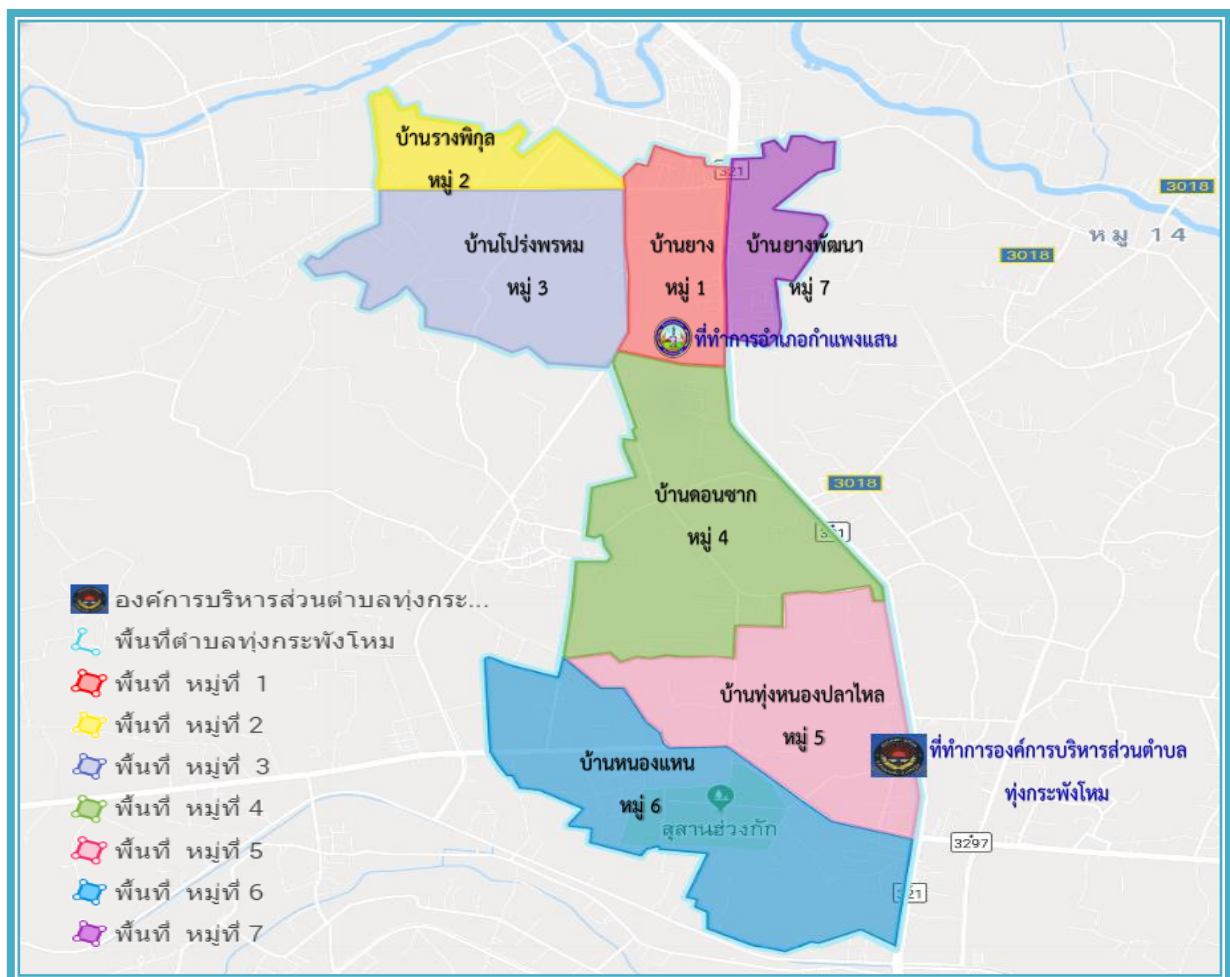 บ้านรางพิกุล
หมู่ 2
321
3018
บ้านโปร่งพรหม
หมู่ 3
บ้านยาง
หมู่ 1
บ้านยางพัฒนา
หมู่ 7
หมู่ 14
3018
ที่ทำการอำเภอกำแพงแสน
บ้านดอนซาก
หมู่ 4
3018
321
บ้านทุ่งหนองปลาไหล
หมู่ 5
ที่ทำการองค์การบริหารส่วนตำบล
ทุ่งกระพังโหม
บ้านหนองแหน
หมู่ 6
สุสานฮ่วงกัก
3297
321
องค์การบริหารส่วนตำบลทุ่งกระ...
พื้นที่ตำบลทุ่งกระพังโหม
พื้นที่ หมู่ที่ 1
พื้นที่ หมู่ที่ 2
พื้นที่ หมู่ที่ 3
พื้นที่ หมู่ที่ 4
พื้นที่ หมู่ที่ 5
พื้นที่ หมู่ที่ 6
พื้นที่ หมู่ที่ 7